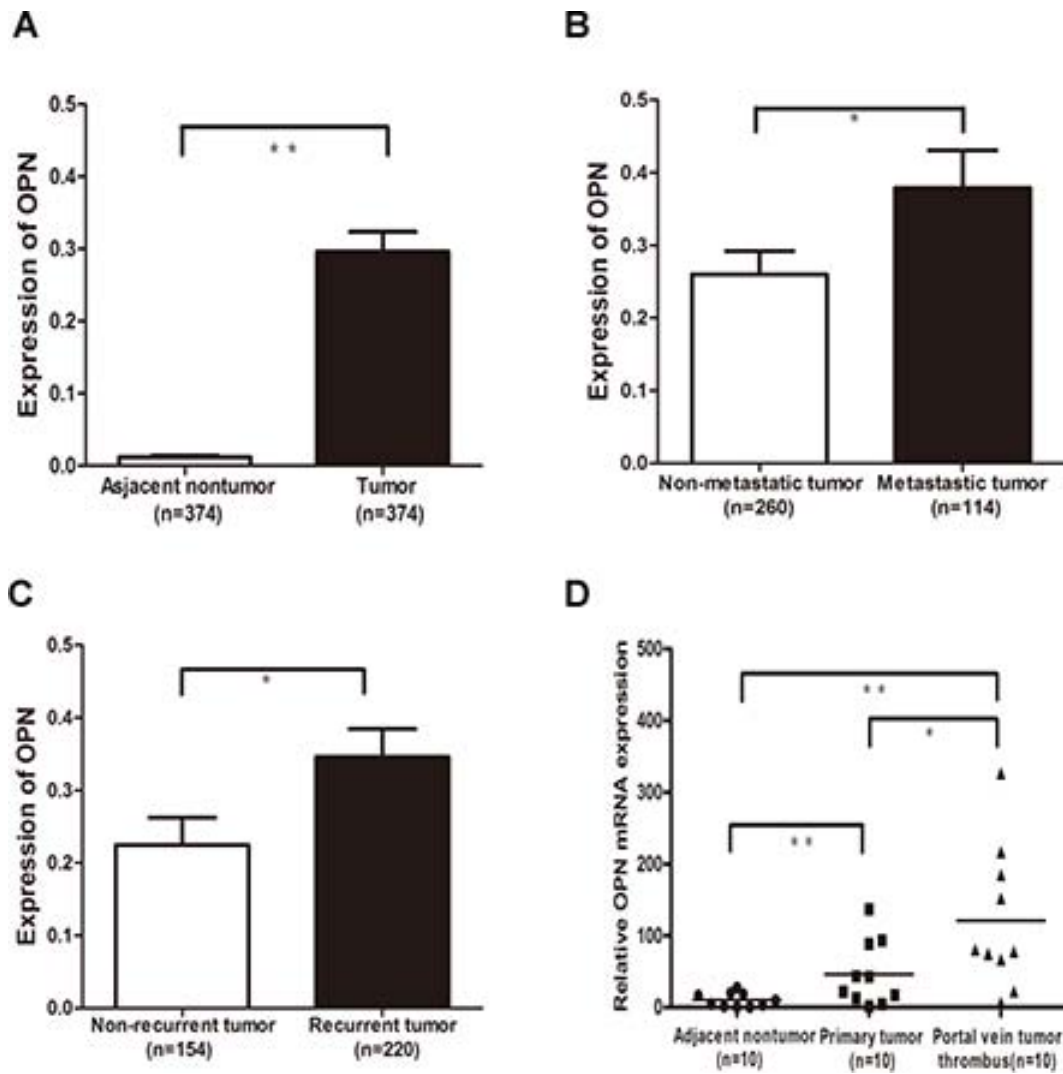 A
Expression of OPN
0.5
0.4
0.3
0.2
0.1
0.0
**
Asjacent nontumor
(n=374)
Tumor
(n=374)
B
Expression of OPN
0.5
0.4
0.3
0.2
0.1
0.0
*
Non-metastatic tumor
(n=260)
Metastastic tumor
(n=114)
C
Expression of OPN
0.5
0.4
0.3
0.2
0.1
0.0
*
Non-recurrent tumor
(n=154)
Recurrent tumor
(n=220)
D
Relative OPN mRNA expression
500
400
300
200
100
0
**
*
**
Adjacent nontumor
(n=10)
Primary tumor
(n=10)
Portal vein tumor
thrombus(n=10)